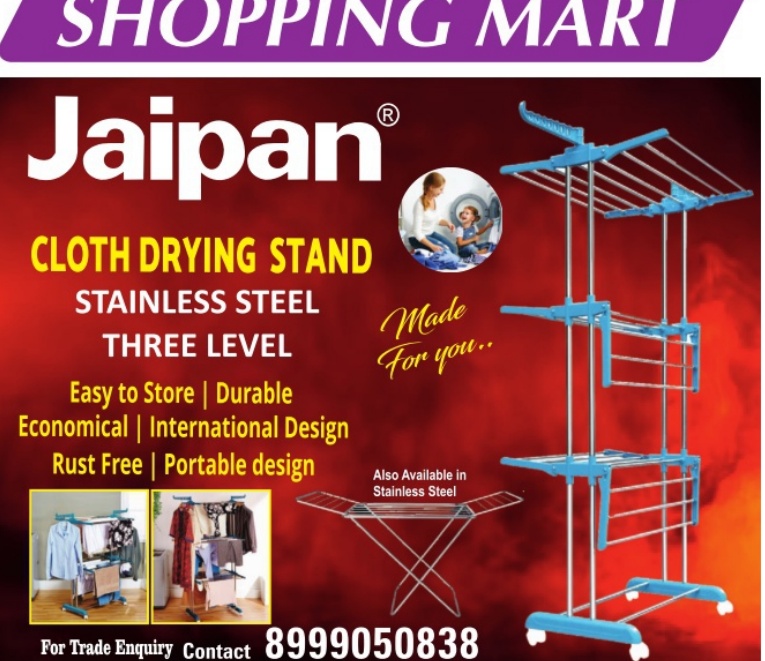 SHOPPING MART
Jaipan®
CLOTH DRYING STAND
STAINLESS STEEL
THREE LEVEL
Made
For you..
Easy to Store | Durable
Economical | International Design
Rust Free | Portable design
Also Available in
Stainless Steel
For Trade Enquiry Contact 8999050838